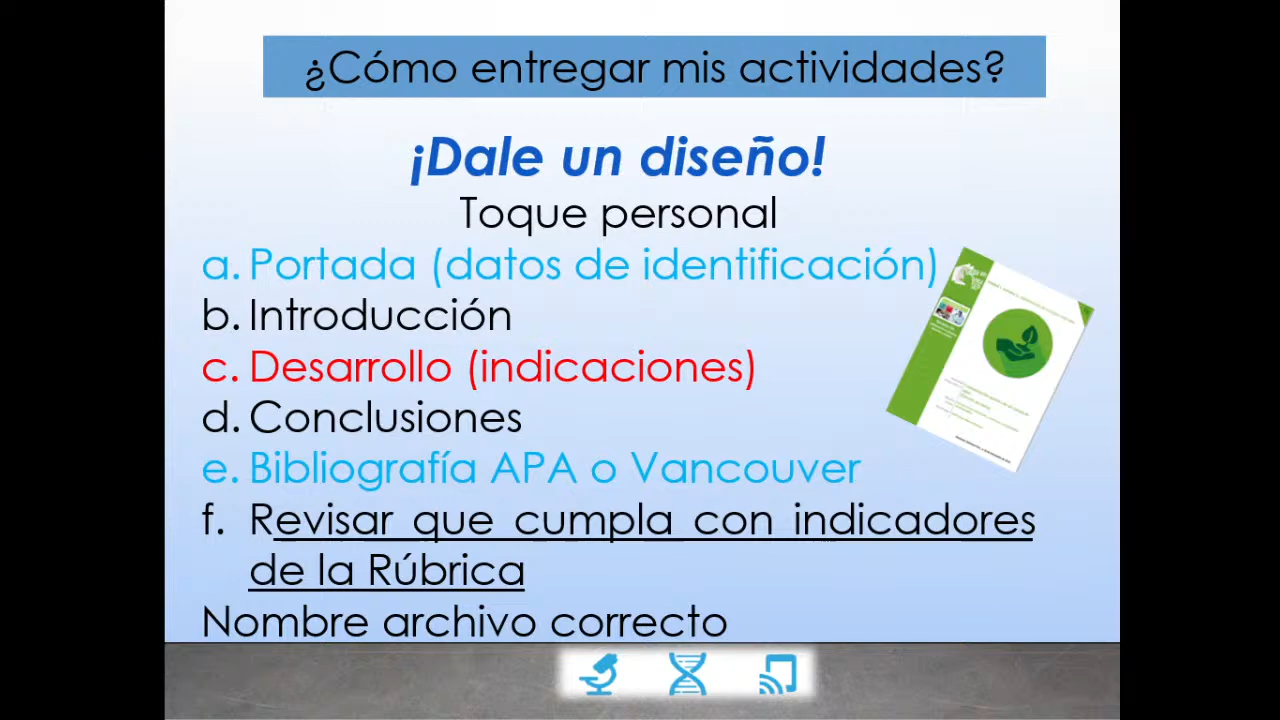 ¿Cómo entregar mis actividades?
¡Dale un diseño!
Toque personal
a. Portada (datos de identificación)
b. Introducción
c. Desarrollo (indicaciones)
d. Conclusiones
e. Bibliografía APA o Vancouver
f. Revisar que cumpla con indicadores
de la Rúbrica
Nombre archivo correcto